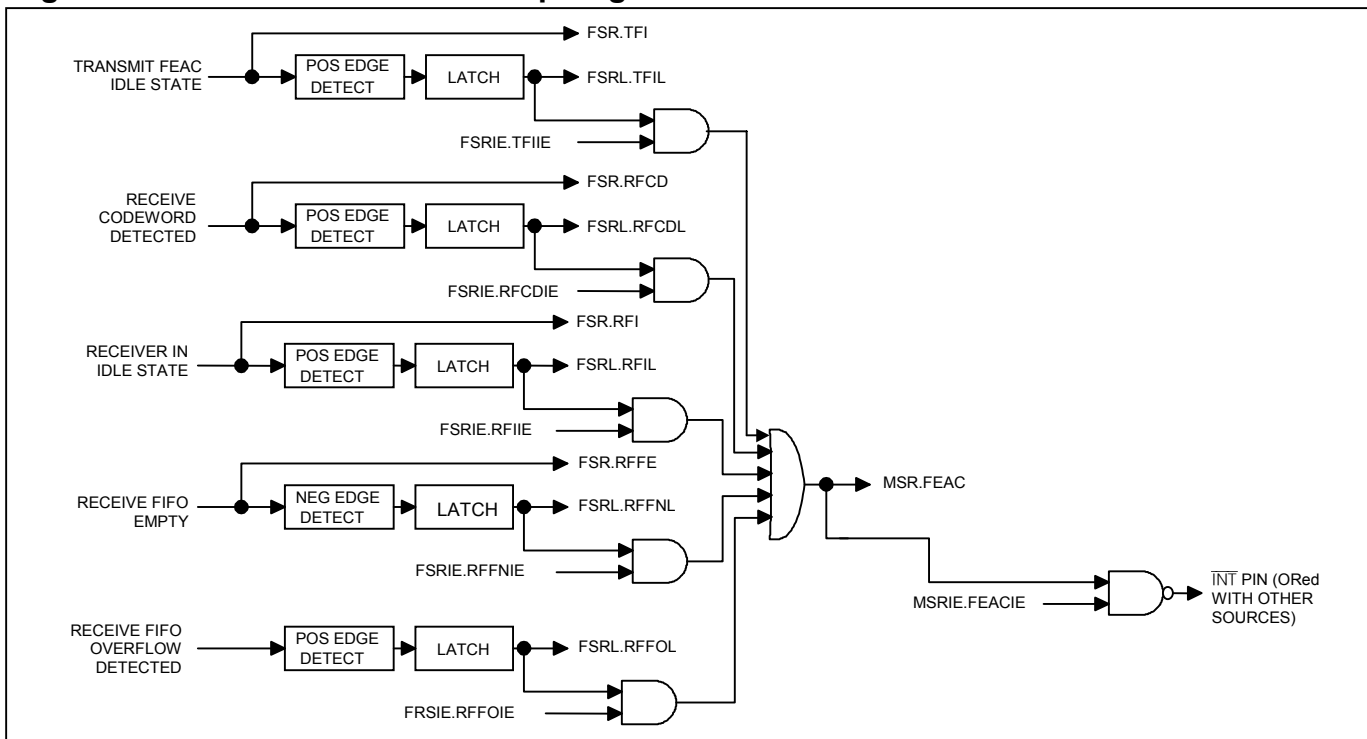 FSR.TFI
TRANSMIT FEAC
IDLE STATE
POS EDGE
DETECT
LATCH
FSRL.TFIL
FSRIE.TFIIE
FSR.RFCD
RECEIVE
CODEWORD
DETECTED
POS EDGE
DETECT
LATCH
FSRL.RFCDL
FSRIE.RFCDIE
FSR.RFI
RECEIVER IN
IDLE STATE
POS EDGE
DETECT
LATCH
FSRL.RFIL
FSRIE.RFIIE
FSR.RFFE
RECEIVE FIFO
EMPTY
NEG EDGE
DETECT
LATCH
FSRL.RFFNL
FSRIE.RFFNIE
MSR.FEAC
MSRIE.FEACIE
INT PIN (ORed
WITH OTHER
SOURCES)
RECEIVE FIFO
OVERFLOW
DETECTED
POS EDGE
DETECT
LATCH
FSRL.RFFOL
FRSIE.RFFOIE